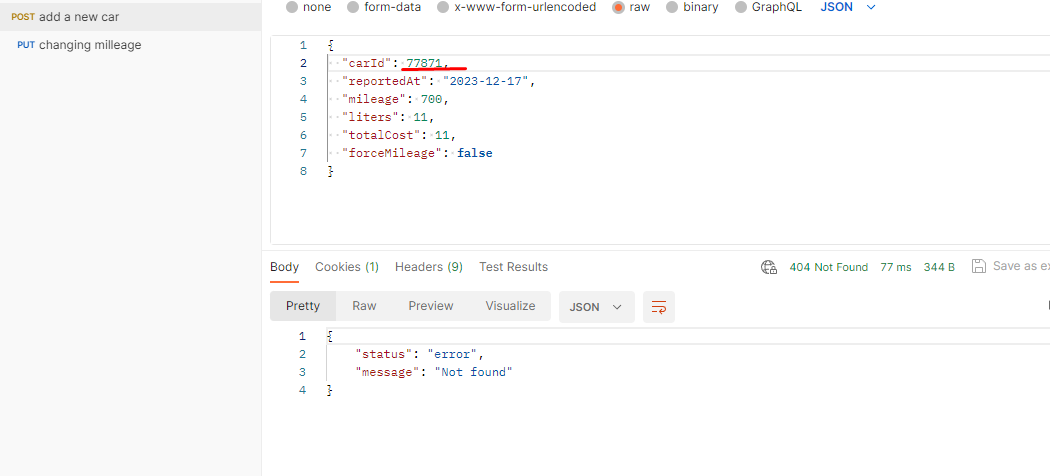 POST add a new car
PUT changing milleage
none form-data x-www-form-urlencoded raw binary GraphQL JSON
1 {
2 "carId": 77871,
3 "reportedAt": "2023-12-17",
4 "mileage": 700,
5 "liters": 11,
6 "totalCost": 11,
7 "forceMileage": false
8 }
Body Cookies (1) Headers (9) Test Results 404 Not Found 77 ms 344 B Save as ex
Pretty Raw Preview Visualize JSON
1 {
2 "status": "error",
3 "message": "Not found"
4 }